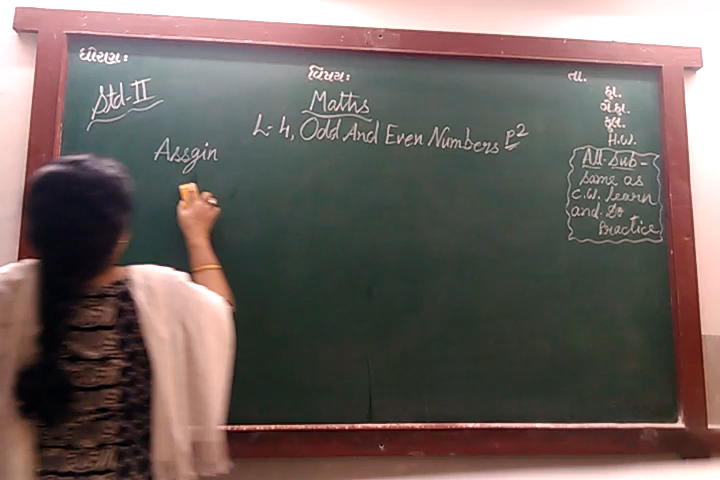 ધોરણઃ
વિષયઃ
તા.
Std-II
Maths
L-4, Odd And Even Numbers P2
Assgin
કુ.
ગે.હા.
કુલ.
H.W.
All Sub-
Same as
C.W. learn
and Do
Practice